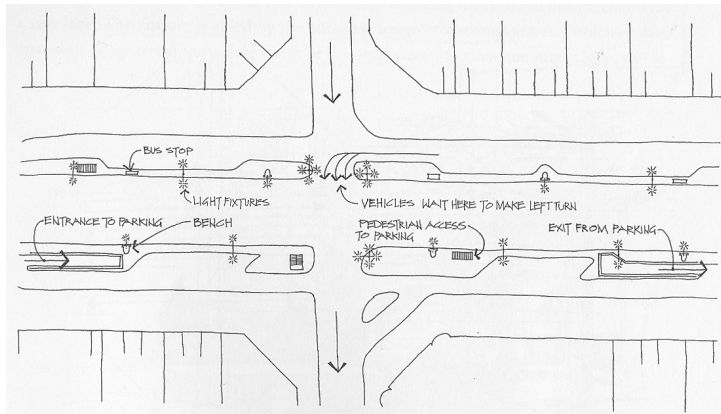 BUS STOP
LIGHT FIXTURES
VEHICLES WAIT HERE TO MAKE LEFT TURN
ENTRANCE TO PARKING
BENCH
PEDESTRIAN ACCESS
TO PARKING
EXIT FROM PARKING